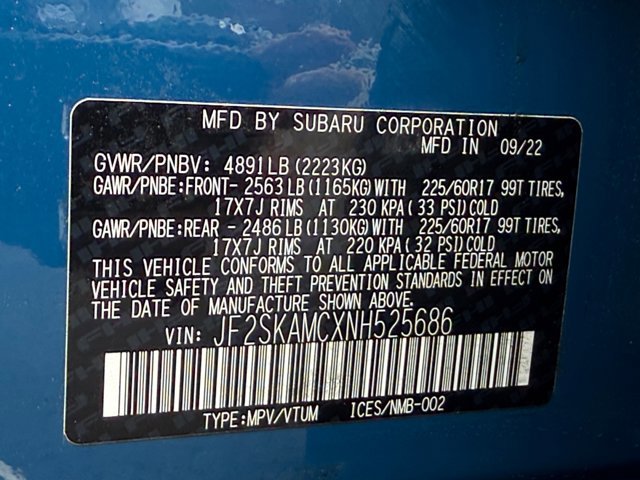 MFD BY SUBARU CORPORATION
MFD IN 09/22
GVWR/PNBV: 4891LB(2223KG)
GAWR/PNBE:FRONT- 2563LB(1165KG)WITH 225/60R17 99T TIRES,
17X7J RIMS AT 230 KPA(33 PSI)COLD
GAWR/PNBE:REAR - 2486LB(1130KG)WITH 225/60R17 99T TIRES,
17X7J RIMS AT 220 KPA(32 PSI)COLD
THIS VEHICLE CONFORMS TO ALL APPLICABLE FEDERAL MOTOR
VEHICLE SAFETY AND THEFT PREVENTION STANDARDS IN EFFECT ON
THE DATE OF MANUFACTURE SHOWN ABOVE.
VIN: JF2SKAMCXNH525686
TYPE:MPV/VTUM ICES/NMB-002